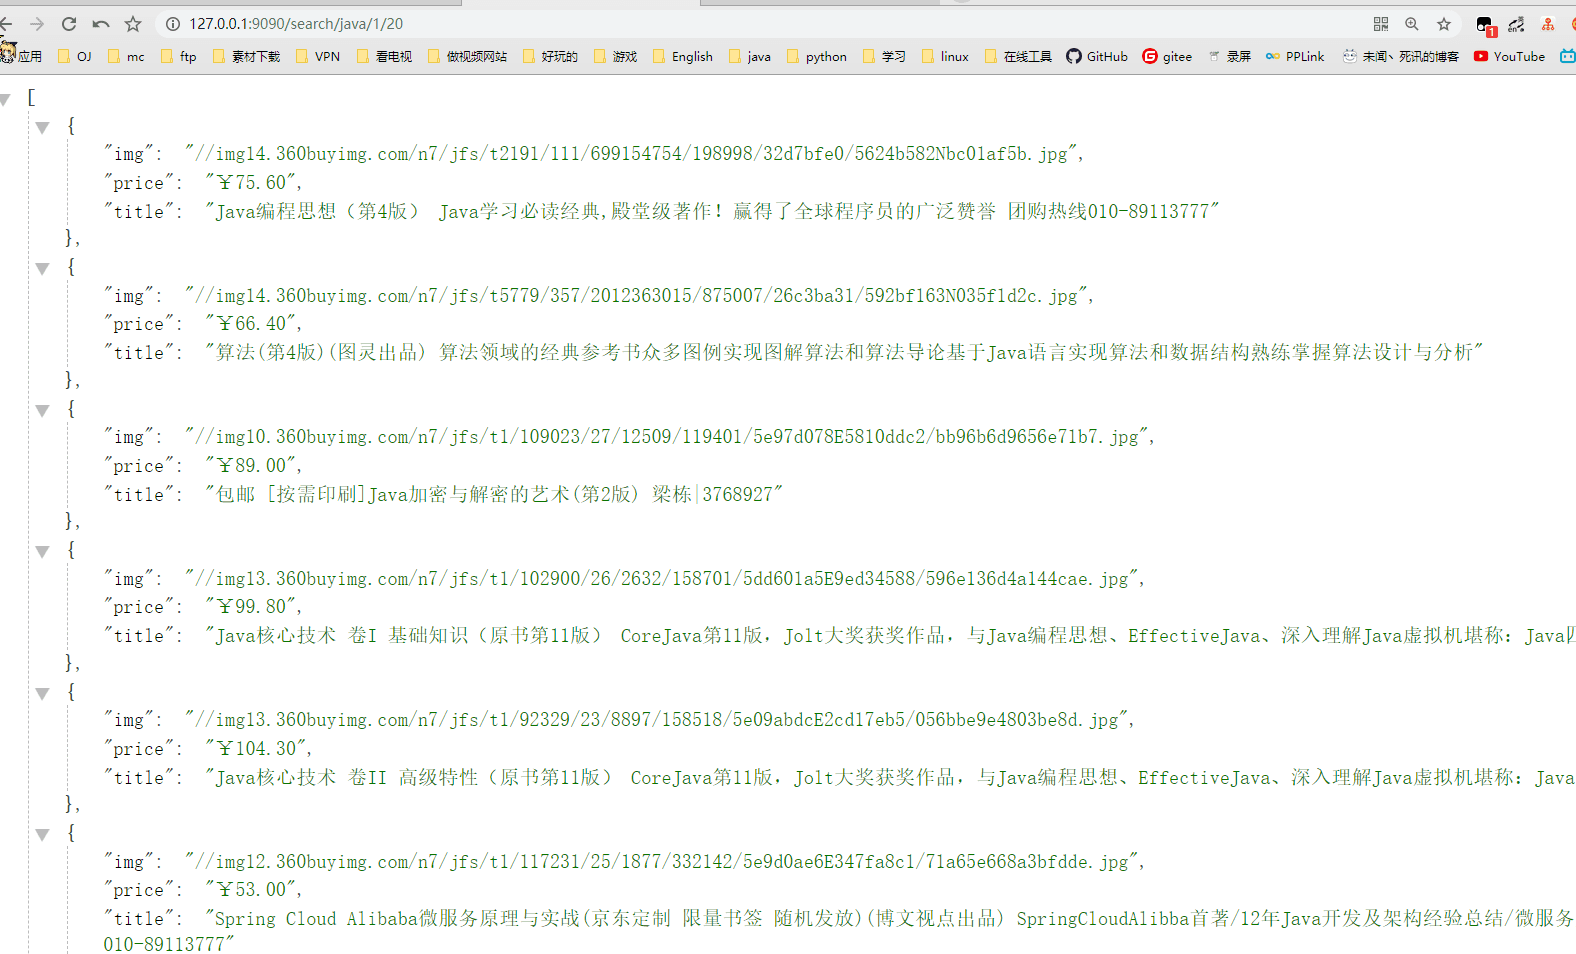 127.0.0.1:9090/search/java/1/20
应用 OJ mc ftp 素材下载 VPN 看电视 做视频网站 好玩的 游戏 English java python 学习 linux 在线工具 GitHub gitee 录屏 PPLink 未闻丶死讯的博客 YouTube
[
{
"img": "//img14.360buyimg.com/n7/jfs/t2191/111/699154754/198998/32d7bfe0/5624b582Nbc01af5b.jpg",
"price": "￥75.60",
"title": "Java编程思想（第4版） Java学习必读经典,殿堂级著作！赢得了全球程序员的广泛赞誉 团购热线010-89113777"
},
{
"img": "//img14.360buyimg.com/n7/jfs/t5779/357/2012363015/875007/26c3ba31/592bf163N035f1d2c.jpg",
"price": "￥66.40",
"title": "算法(第4版)(图灵出品) 算法领域的经典参考书众多图例实现图解算法和算法导论基于Java语言实现算法和数据结构熟练掌握算法设计与分析"
},
{
"img": "//img10.360buyimg.com/n7/jfs/t1/109023/27/12509/119401/5e97d078E5810ddc2/bb96b6d9656e71b7.jpg",
"price": "￥89.00",
"title": "包邮 [按需印刷]Java加密与解密的艺术(第2版) 梁栋|3768927"
},
{
"img": "//img13.360buyimg.com/n7/jfs/t1/102900/26/2632/158701/5dd601a5E9ed34588/596e136d4a144cae.jpg",
"price": "￥99.80",
"title": "Java核心技术 卷I 基础知识（原书第11版） CoreJava第11版，Jolt大奖获奖作品，与Java编程思想、EffectiveJava、深入理解Java虚拟机堪称：Java
},
{
"img": "//img13.360buyimg.com/n7/jfs/t1/92329/23/8897/158518/5e09abdcE2cd17eb5/056bbe9e4803be8d.jpg",
"price": "￥104.30",
"title": "Java核心技术 卷II 高级特性（原书第11版） CoreJava第11版，Jolt大奖获奖作品，与Java编程思想、EffectiveJava、深入理解Java虚拟机堪称：Java
},
{
"img": "//img12.360buyimg.com/n7/jfs/t1/117231/25/1877/332142/5e9d0ae6E347fa8c1/71a65e668a3bfdde.jpg",
"price": "￥53.00",
"title": "Spring Cloud Alibaba微服务原理与实战(京东定制 限量书签 随机发放)(博文视点出品) SpringCloudAlibba首著/12年Java开发及架构经验总结/微服务
010-89113777"